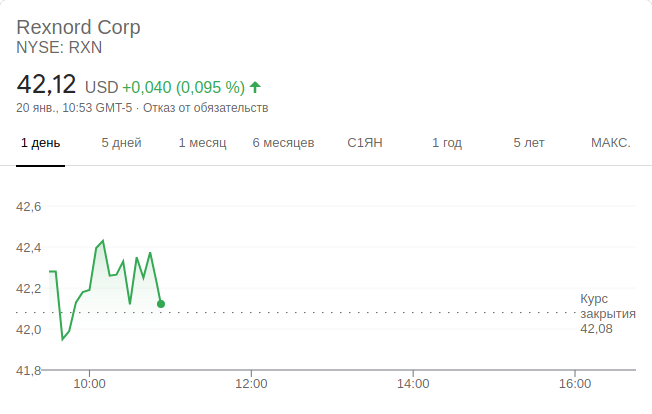 Rexnord Corp
NYSE: RXN
42,12 USD +0,040 (0,095 %)
20 янв., 10:53 GMT-5 · Отказ от обязательств
1 день 5 дней 1 месяц 6 месяцев С1ЯН 1 год 5 лет МАКС.
42,6
42,4
42,2
Курс
закрытия
42,08
42,0
41,8
10:00 12:00 14:00 16:00